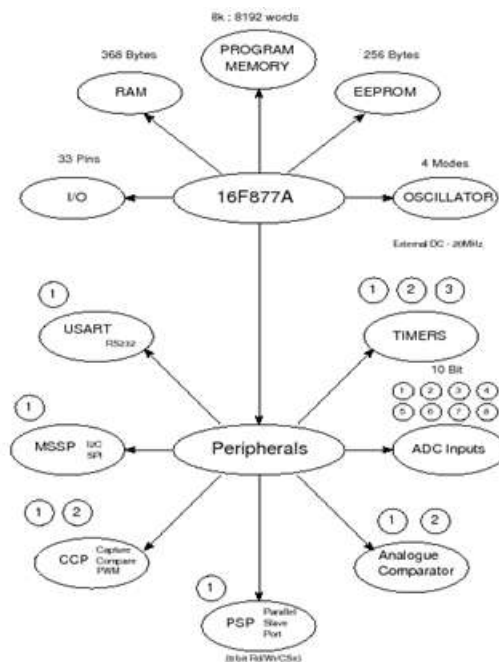 8k : 8192 words
PROGRAM
MEMORY
368 Bytes
RAM
256 Bytes
EEPROM
33 Pins
I/O
16F877A
4 Modes
OSCILLATOR
External DC - 20MHz
1
USART
RS232
1 2 3
TIMERS
10 Bit
1 2 3 4
5 6 7 8
ADC Inputs
1
MSSP
I2C
SPI
Peripherals
1 2
CCP
Capture
Compare
PWM
1 2
Analogue
Comparator
1
PSP
Parallel
Slave
Port